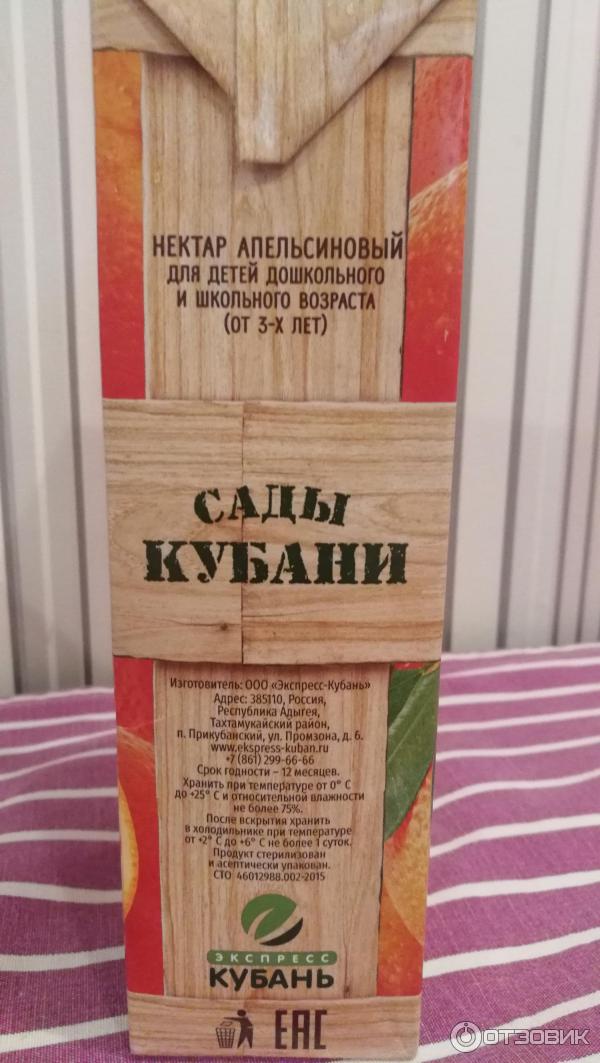 НЕКТАР АПЕЛЬСИНОВЫЙ
ДЛЯ ДЕТЕЙ ДОШКОЛЬНОГО
И ШКОЛЬНОГО ВОЗРАСТА
(ОТ 3-Х ЛЕТ)
САДЫ
КУБАНИ
Изготовитель: ООО «Экспресс-Кубань»
Адрес: 385110, Россия,
Республика Адыгея,
Тахтамукайский район,
п. Прикубанский, ул. Промзона, д. 6.
www.ekspress-kuban.ru
+7 (861) 299-66-66
Срок годности – 12 месяцев.
Хранить при температуре от 0° С
до +25° С и относительной влажности
не более 75%.
После вскрытия хранить
в холодильнике при температуре
от +2° С до +6° С не более 1 суток.
Продукт стерилизован
и асептически упакован.
СТО 46012988.002-2015
ЭКСПРЕСС
КУБАНЬ
ЕАС
ОТЗОВИК